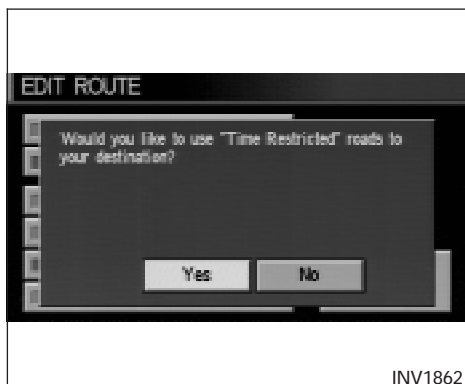 EDIT ROUTE
Would you like to use "Time Restricted" roads to
your destination?
Yes No
INV1862